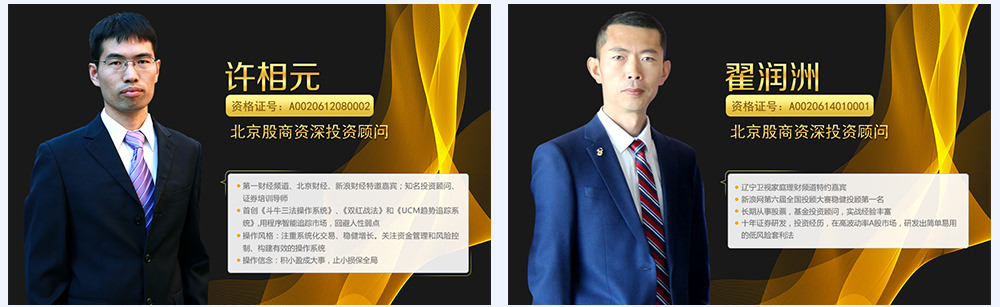 许相元
资格证号：A0020612080002
北京股商资深投资顾问
第一财经频道、北京财经、新浪财经特道嘉宾；知名投资顾问、
证券培训导师
首创《斗牛三法操作系统》、《双红战法》和《UCM趋势追踪系
统》,用程序智能追踪市场，回避人性弱点
操作风格：注重系统化交易、稳健增长。关注资金管理和风险控
制、构建有效的操作系统
操作信念：积小盈成大事，止小损保全局
翟润洲
资格证号：A0020614010001
北京股商资深投资顾问
辽宁卫视家庭理财频道特约嘉宾
新浪网第六届全国投顾大赛稳健投顾第一名
长期从事股票，基金投资顾问，实战经验丰富
十年证券研发，投资经历，在高波动率A股市场，研发出简单易用
的低风险套利法